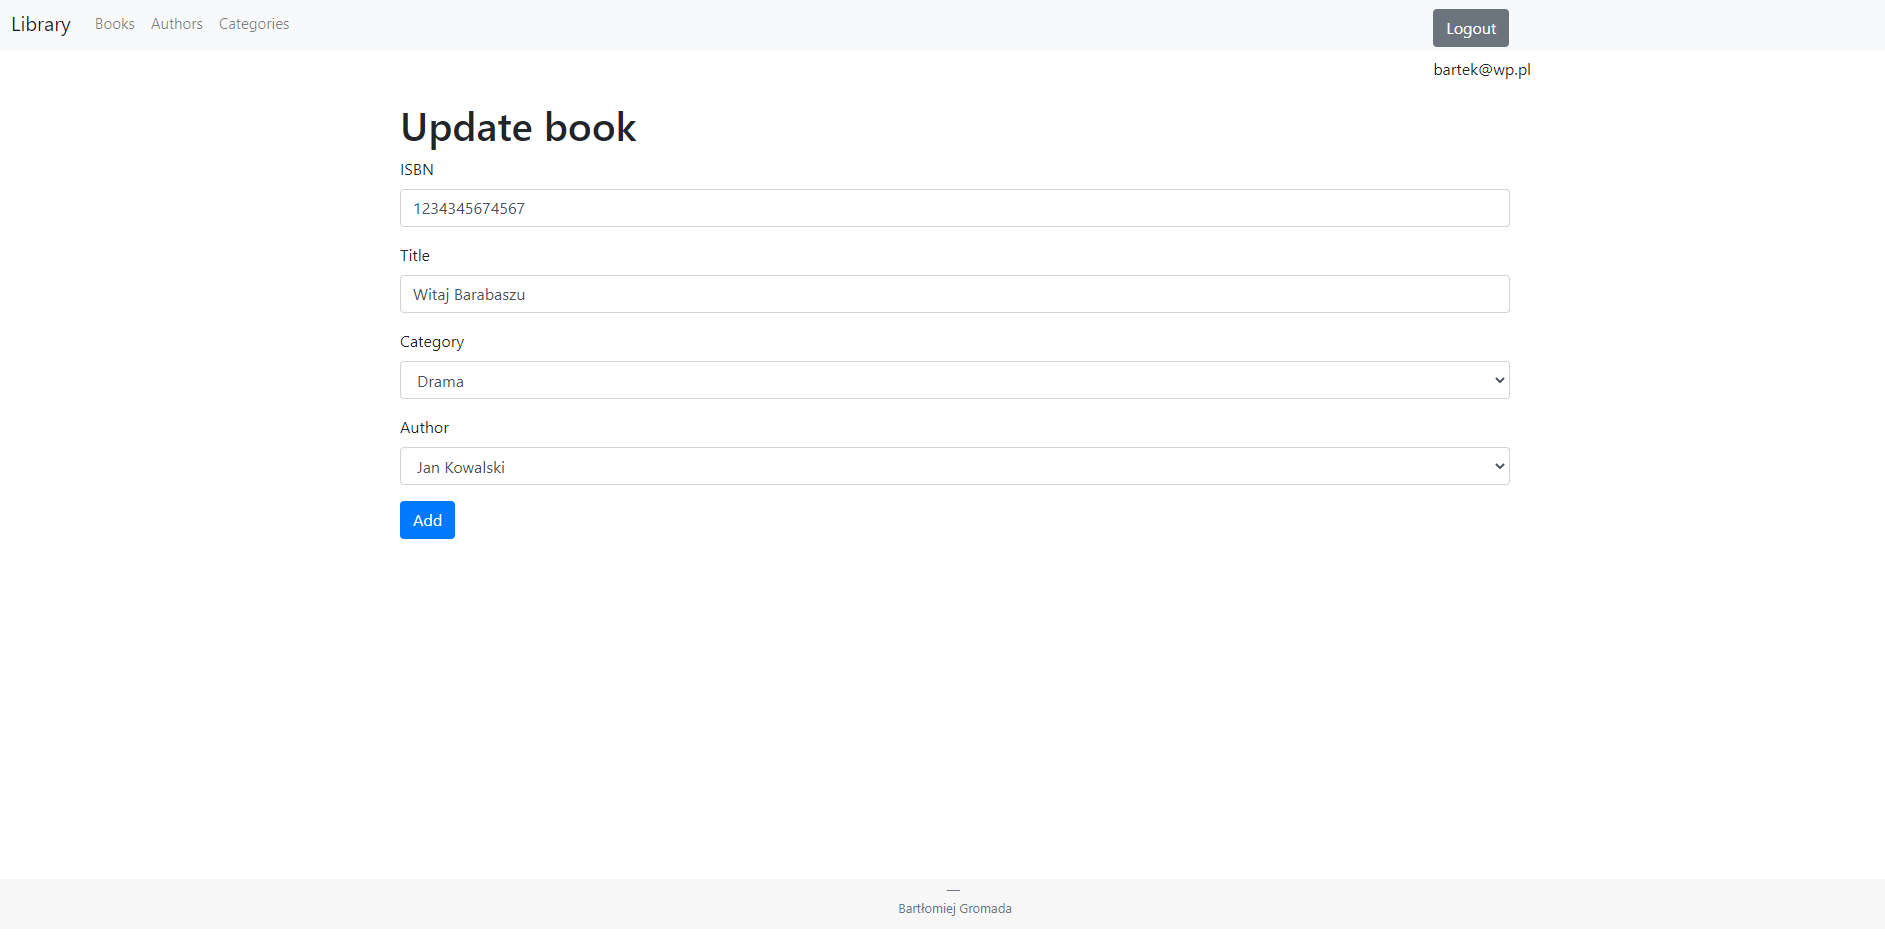 Library Books Authors Categories Logout
bartek@wp.pl
Update book
ISBN
1234345674567
Title
Witaj Barabaszu
Category
Drama
Author
Jan Kowalski
Add
—
Bartłomiej Gromada